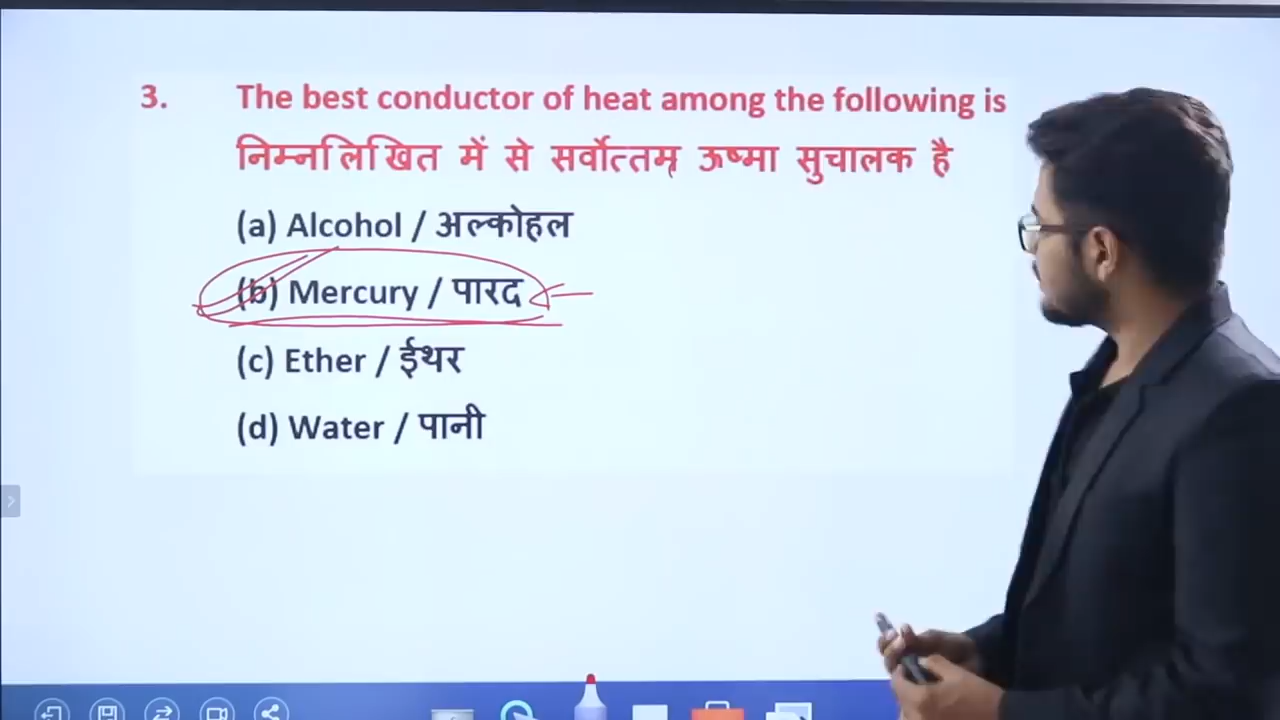 3. The best conductor of heat among the following is
निम्नलिखित में से सर्वोत्तम ऊष्मा सुचालक है
(a) Alcohol / अल्कोहल
(b) Mercury / पारद
(c) Ether / ईथर
(d) Water / पानी